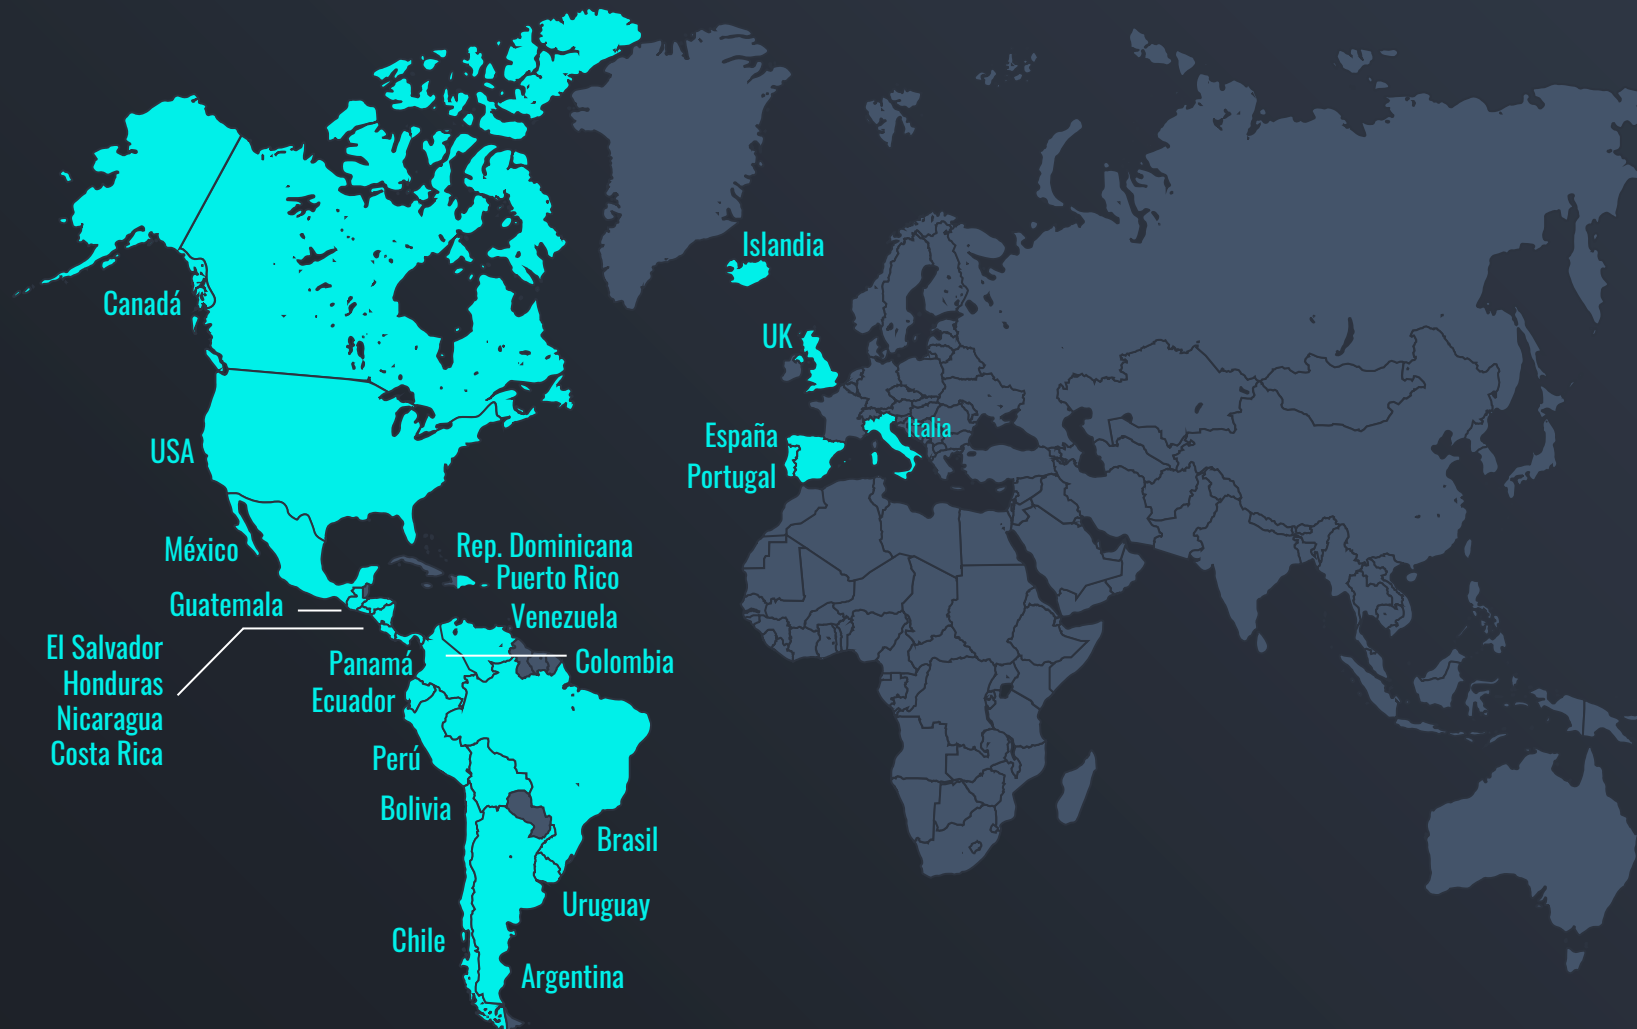 Islandia
Canadá
UK
Italia
España
USA
Portugal
México
Rep. Dominicana
Puerto Rico
Guatemala
Venezuela
El Salvador
Honduras
Nicaragua
Costa Rica
Panamá
Colombia
Ecuador
Perú
Bolivia
Brasil
Uruguay
Chile
Argentina